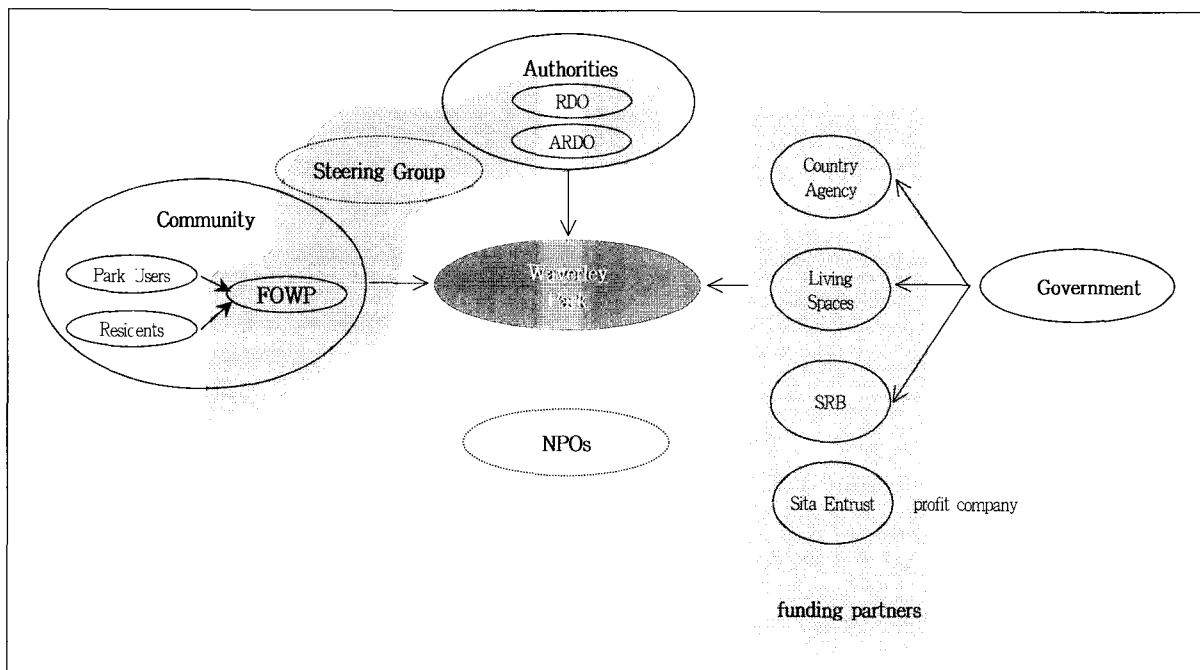 Authorities
RDO
ARDO
Steering Group
Community
Park Users
FOWP
Residents
Waverley
Park
Country
Agency
Living
Spaces
Government
SRB
NPOs
Sita Entrust
profit company
funding partners